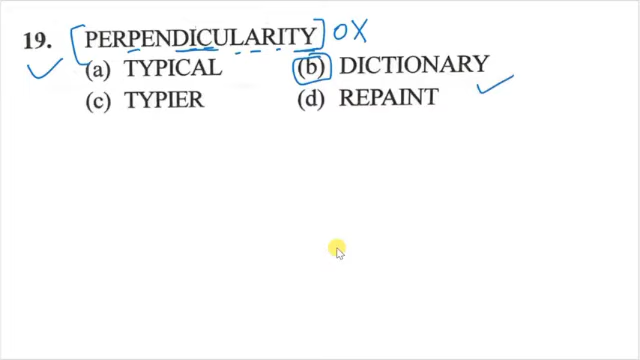 19. PERPENDICULARITY OX
(a) TYPICAL (b) DICTIONARY
(c) TYPIER (d) REPAINT